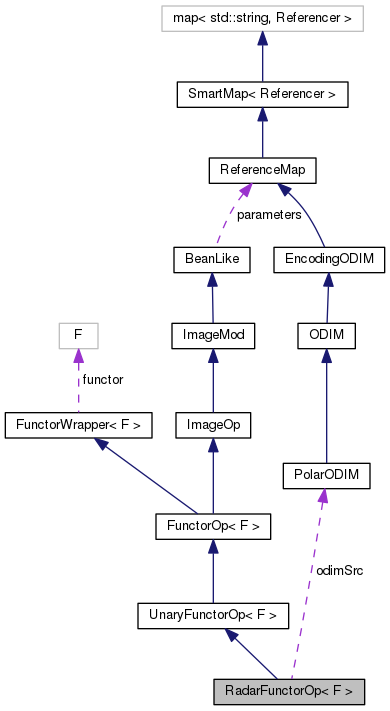 map< std::string, Referencer >
SmartMap< Referencer >
ReferenceMap
parameters
BeanLike
EncodingODIM
F
ImageMod
ODIM
functor
FunctorWrapper< F >
ImageOp
PolarODIM
FunctorOp< F >
odimSrc
UnaryFunctorOp< F >
RadarFunctorOp< F >